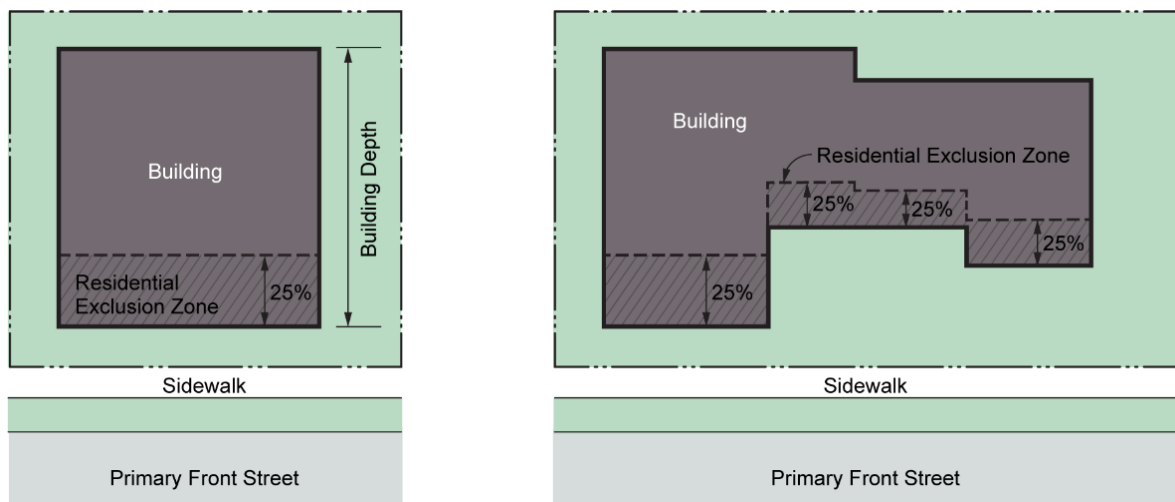 Building
Building Depth
Residential
Exclusion Zone
25%
Sidewalk
Primary Front Street
Building
Residential Exclusion Zone
25%
25%
25%
25%
Sidewalk
Primary Front Street